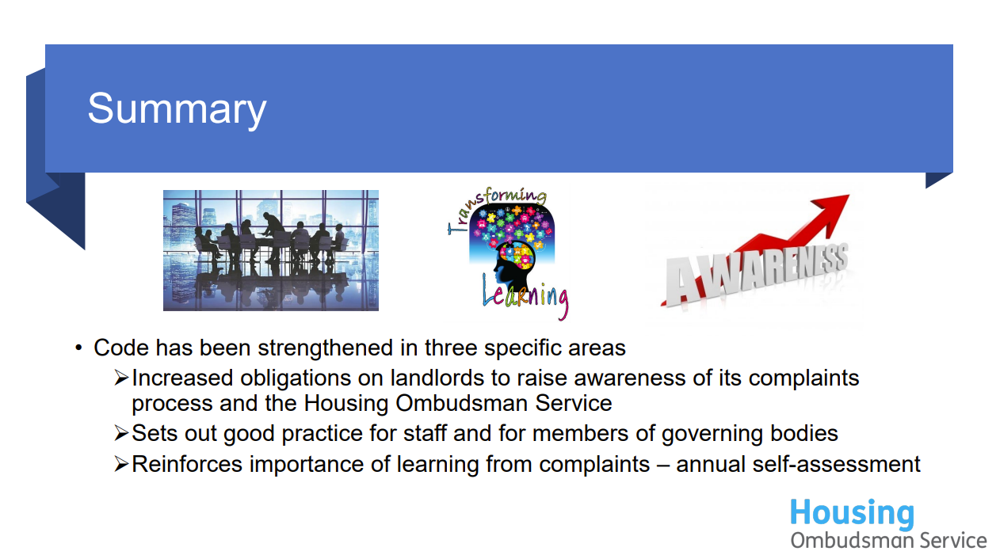 Summary
Transforming
Learning
AWARENESS
• Code has been strengthened in three specific areas
➢Increased obligations on landlords to raise awareness of its complaints
process and the Housing Ombudsman Service
➢Sets out good practice for staff and for members of governing bodies
➢Reinforces importance of learning from complaints – annual self-assessment
Housing
Ombudsman Service